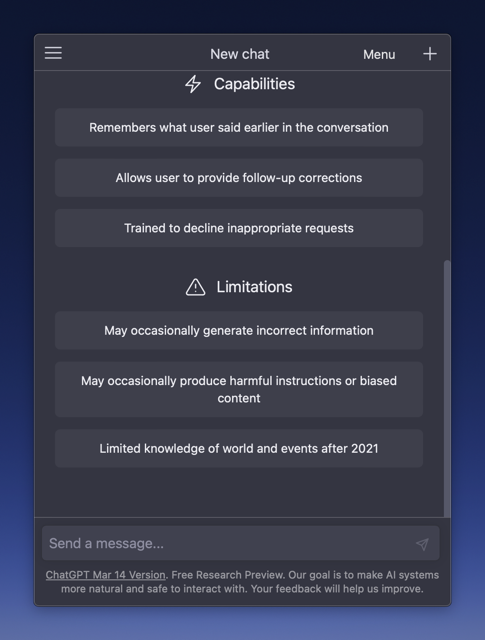 New chat
Menu
Capabilities
Remembers what user said earlier in the conversation
Allows user to provide follow-up corrections
Trained to decline inappropriate requests
Limitations
May occasionally generate incorrect information
May occasionally produce harmful instructions or biased
content
Limited knowledge of world and events after 2021
Send a message...
ChatGPT Mar 14 Version. Free Research Preview. Our goal is to make AI systems
more natural and safe to interact with. Your feedback will help us improve.